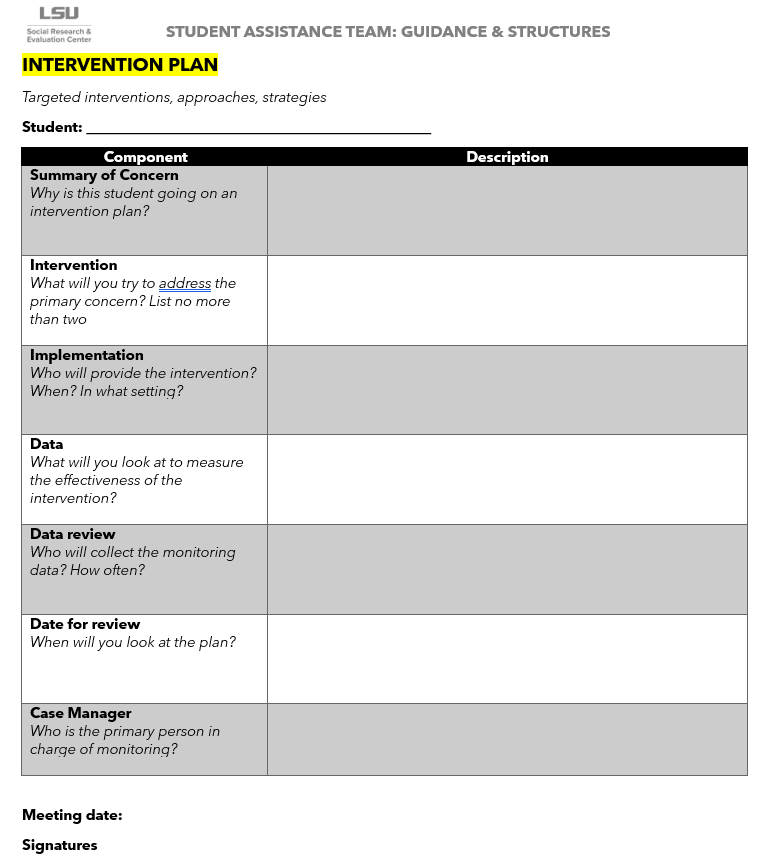 LSU
Social Research &
Evaluation Center
STUDENT ASSISTANCE TEAM: GUIDANCE & STRUCTURES
INTERVENTION PLAN
Targeted interventions, approaches, strategies
Student: ___________________________________________
Component Description
Summary of Concern
Why is this student going on an
intervention plan?
Intervention
What will you try to address the
primary concern? List no more
than two
Implementation
Who will provide the intervention?
When? In what setting?
Data
What will you look at to measure
the effectiveness of the
intervention?
Data review
Who will collect the monitoring
data? How often?
Date for review
When will you look at the plan?
Case Manager
Who is the primary person in
charge of monitoring?
Meeting date:
Signatures